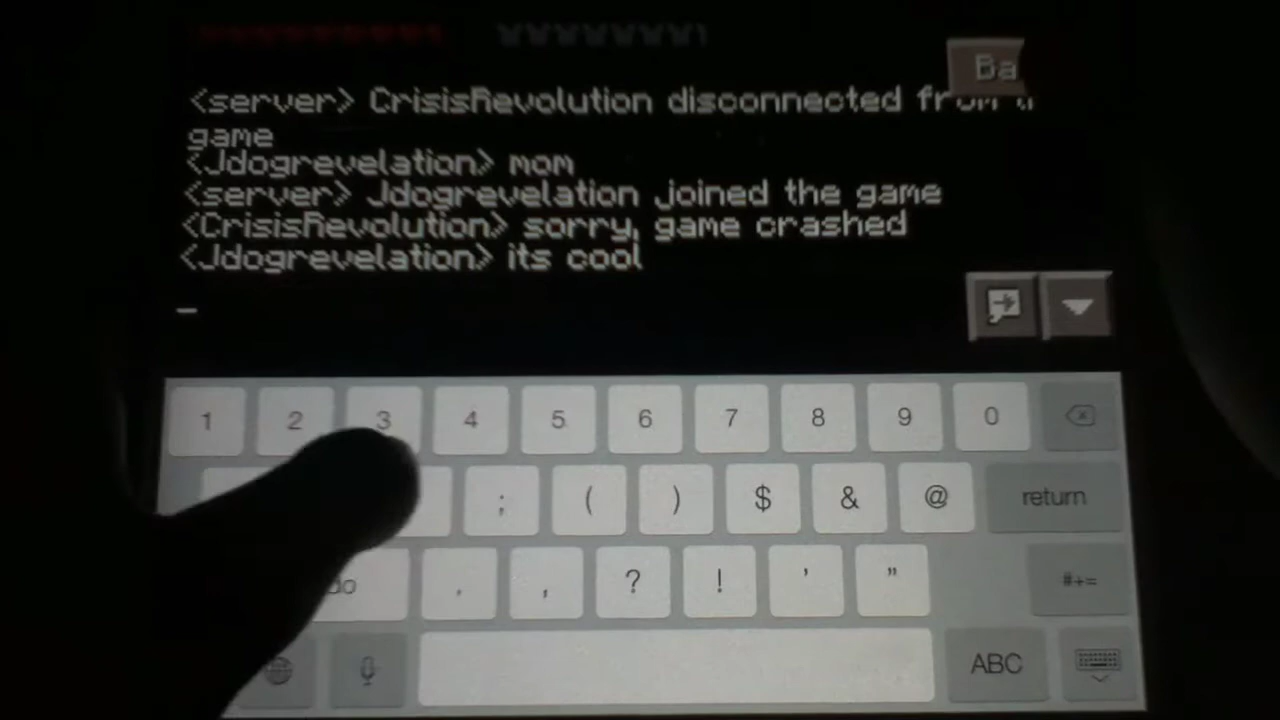 Ba
<server> CrisisRevolution disconnected from
game
<Jdogrevelation> mom
<server> Jdogrevelation joined the game
<CrisisRevolution> sorry, game crashed
<Jdogrevelation> its cool
_
1 2 3 4 5 6 7 8 9 0
; ( ) $ & @ return
do . , ? ! ' "
#+=
ABC